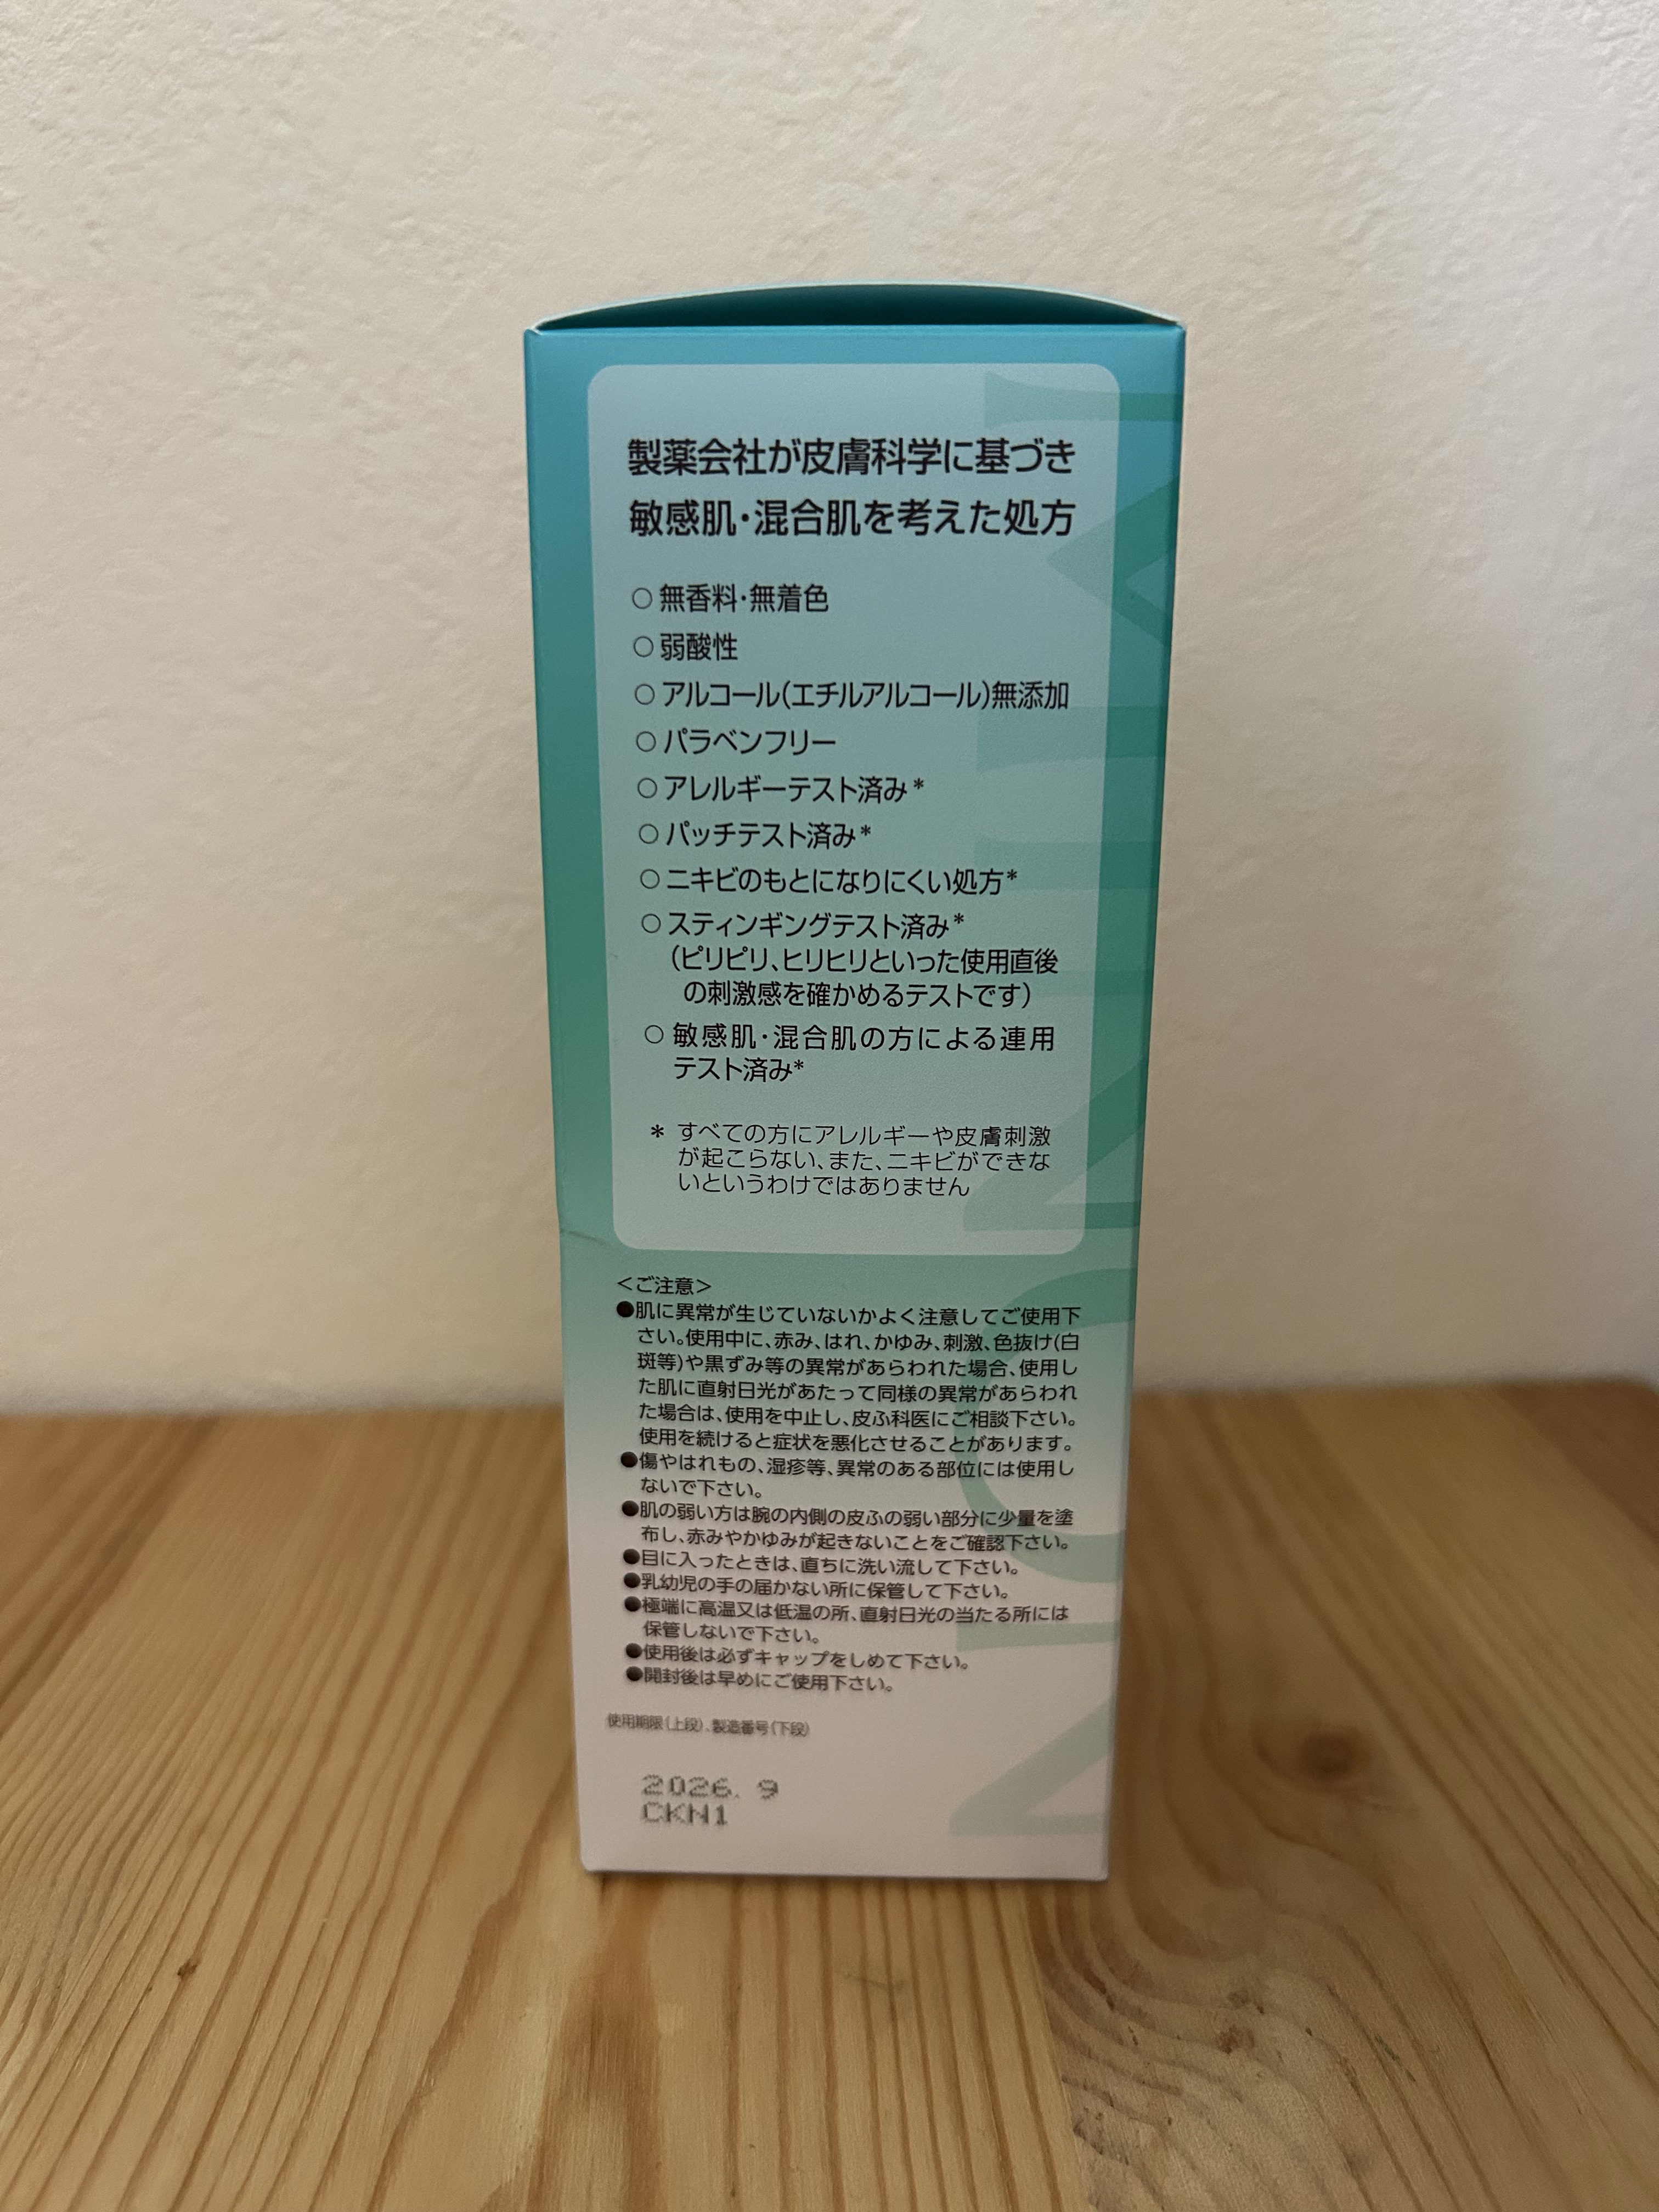 製薬会社が皮膚科学に基づき
敏感肌・混合肌を考えた処方
○ 無香料・無着色
○ 弱酸性
○ アルコール(エチルアルコール)無添加
○ パラベンフリー
○ アレルギーテスト済み*
○ パッチテスト済み*
○ ニキビのもとになりにくい処方*
○ スティンギングテスト済み*
(ピリピリ、ヒリヒリといった使用直後
の刺激感を確かめるテストです)
○ 敏感肌・混合肌の方による連用
テスト済み*
* すべての方にアレルギーや皮膚刺激
が起こらない、また、ニキビができな
いというわけではありません
<ご注意>
●肌に異常が生じていないかよく注意してご使用下
さい。使用中に、赤み、はれ、かゆみ、刺激、色抜け(白
斑等)や黒ずみ等の異常があらわれた場合、使用し
た肌に直射日光があたって同様の異常があらわれ
た場合は、使用を中止し、皮ふ科医にご相談下さい。
使用を続けると症状を悪化させることがあります。
●傷やはれもの、湿疹等、異常のある部位には使用し
ないで下さい。
●肌の弱い方は腕の内側の皮ふの弱い部分に少量を塗
布し、赤みやかゆみが起きないことをご確認下さい。
●目に入ったときは、直ちに洗い流して下さい。
●乳幼児の手の届かない所に保管して下さい。
●極端に高温又は低温の所、直射日光の当たる所には
保管しないで下さい。
●使用後は必ずキャップをしめて下さい。
●開封後は早めにご使用下さい。
使用期限(上段)、製造番号(下段)
2026. 9
CKN1